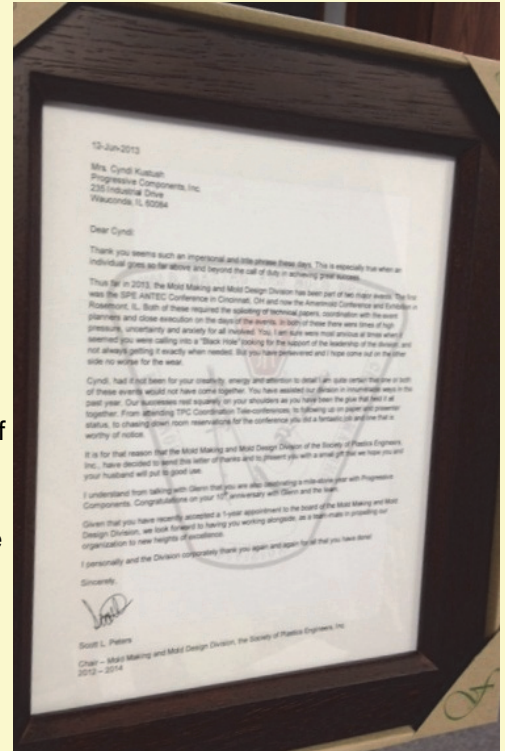 13-Jun-2013
Mrs. Cyndi Kustush
Progressive Components, Inc.
235 Industrial Drive
Wauconda, IL 60084
Dear Cyndi:
Thank you seems such an impersonal and trite phrase these days. This is especially true when an
individual goes so far above and beyond the call of duty in achieving great success.
Thus far in 2013, the Mold Making and Mold Design Division has been part of two major events. The first
was the SPE ANTEC Conference in Cincinnati, OH and now the Amerimold Conference and Exhibition in
Rosemont, IL. Both of these required the soliciting of technical papers, coordination with the event
planners and close execution on the days of the events. In both of these there were times of high
pressure, uncertainty and anxiety for all involved. You, I am sure were most anxious at times when it
seemed you were calling into a "Black Hole" looking for the support of the leadership of the division, and
not always getting it exactly when needed. But you have persevered and I hope come out on the other
side no worse for the wear.
Cyndi, had it not been for your creativity, energy and attention to detail I am quite certain that one or both
of these events would not have come together. You have assisted our division in innumerable ways in the
past year. Our successes rest squarely on your shoulders as you have been the glue that held it all
together. From attending TPC Coordination Tele-conferences, to following up on paper and presenter
status, to chasing down room reservations for the conference you did a fantastic job and one that is
worthy of notice.
It is for that reason that the Mold Making and Mold Design Division of the Society of Plastics Engineers,
Inc., have decided to send this letter of thanks and to present you with a small gift that we hope you and
your husband will put to good use.
I understand from talking with Glenn that you are also celebrating a mile-stone year with Progressive
Components. Congratulations on your 10th anniversary with Glenn and the team.
Given that you have recently accepted a 1-year appointment to the board of the Mold Making and Mold
Design Division, we look forward to having you working alongside, as a team-mate in propelling our
organization to new heights of excellence.
I personally and the Division corporately thank you again and again for all that you have done!
Sincerely,
Scott L. Peters
Chair – Mold Making and Mold Design Division, the Society of Plastics Engineers, Inc.
2012 – 2014